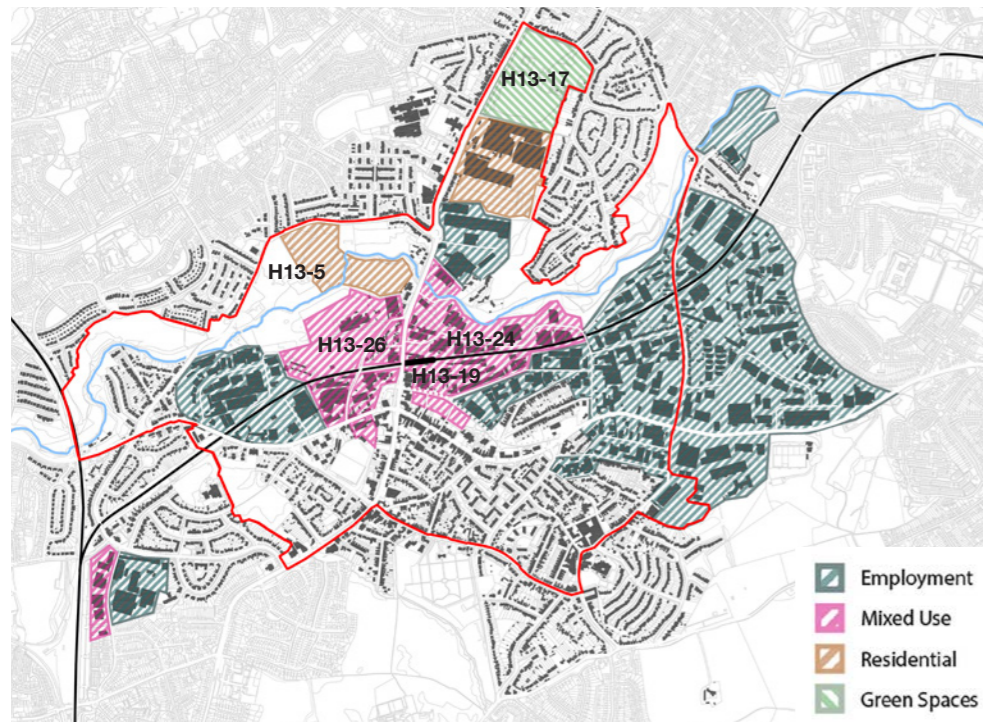 H13-17
H13-5
H13-26
H13-24
H13-19
Employment
Mixed Use
Residential
Green Spaces